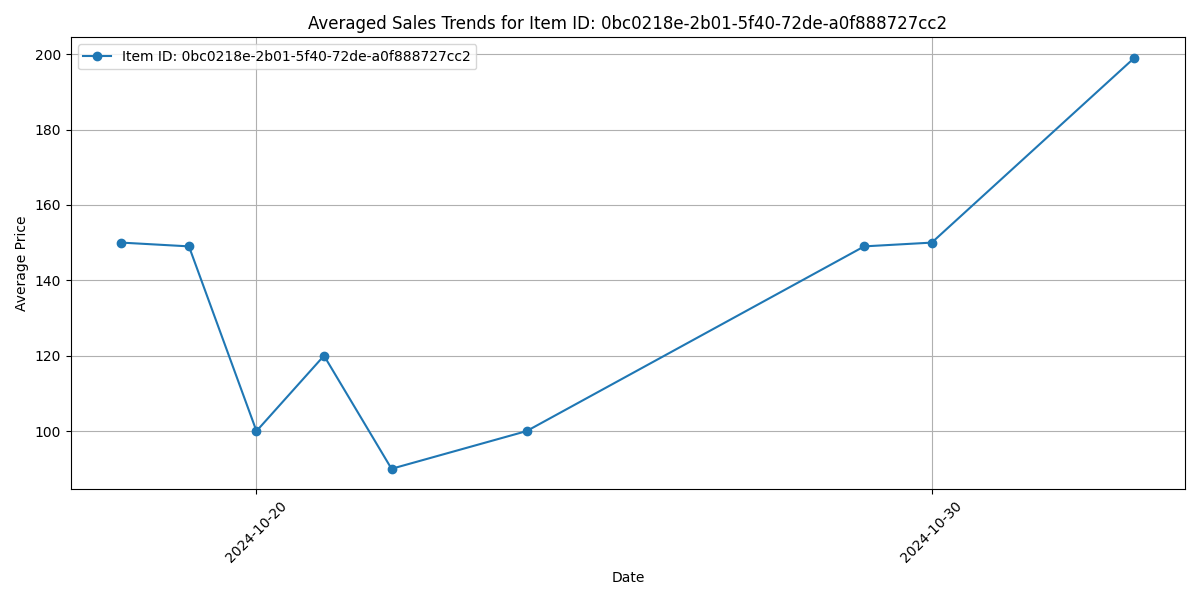 Averaged Sales Trends for Item ID: 0bc0218e-2b01-5f40-72de-a0f888727cc2
Item ID: 0bc0218e-2b01-5f40-72de-a0f888727cc2
Average Price
200
180
160
140
120
100
2024-10-20
2024-10-30
Date